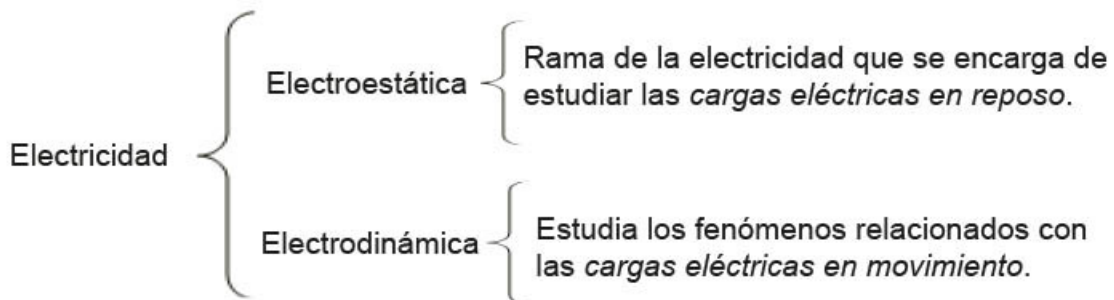 Electricidad
Electroestática
Rama de la electricidad que se encarga de
estudiar las cargas eléctricas en reposo.
Electrodinámica
Estudia los fenómenos relacionados con
las cargas eléctricas en movimiento.